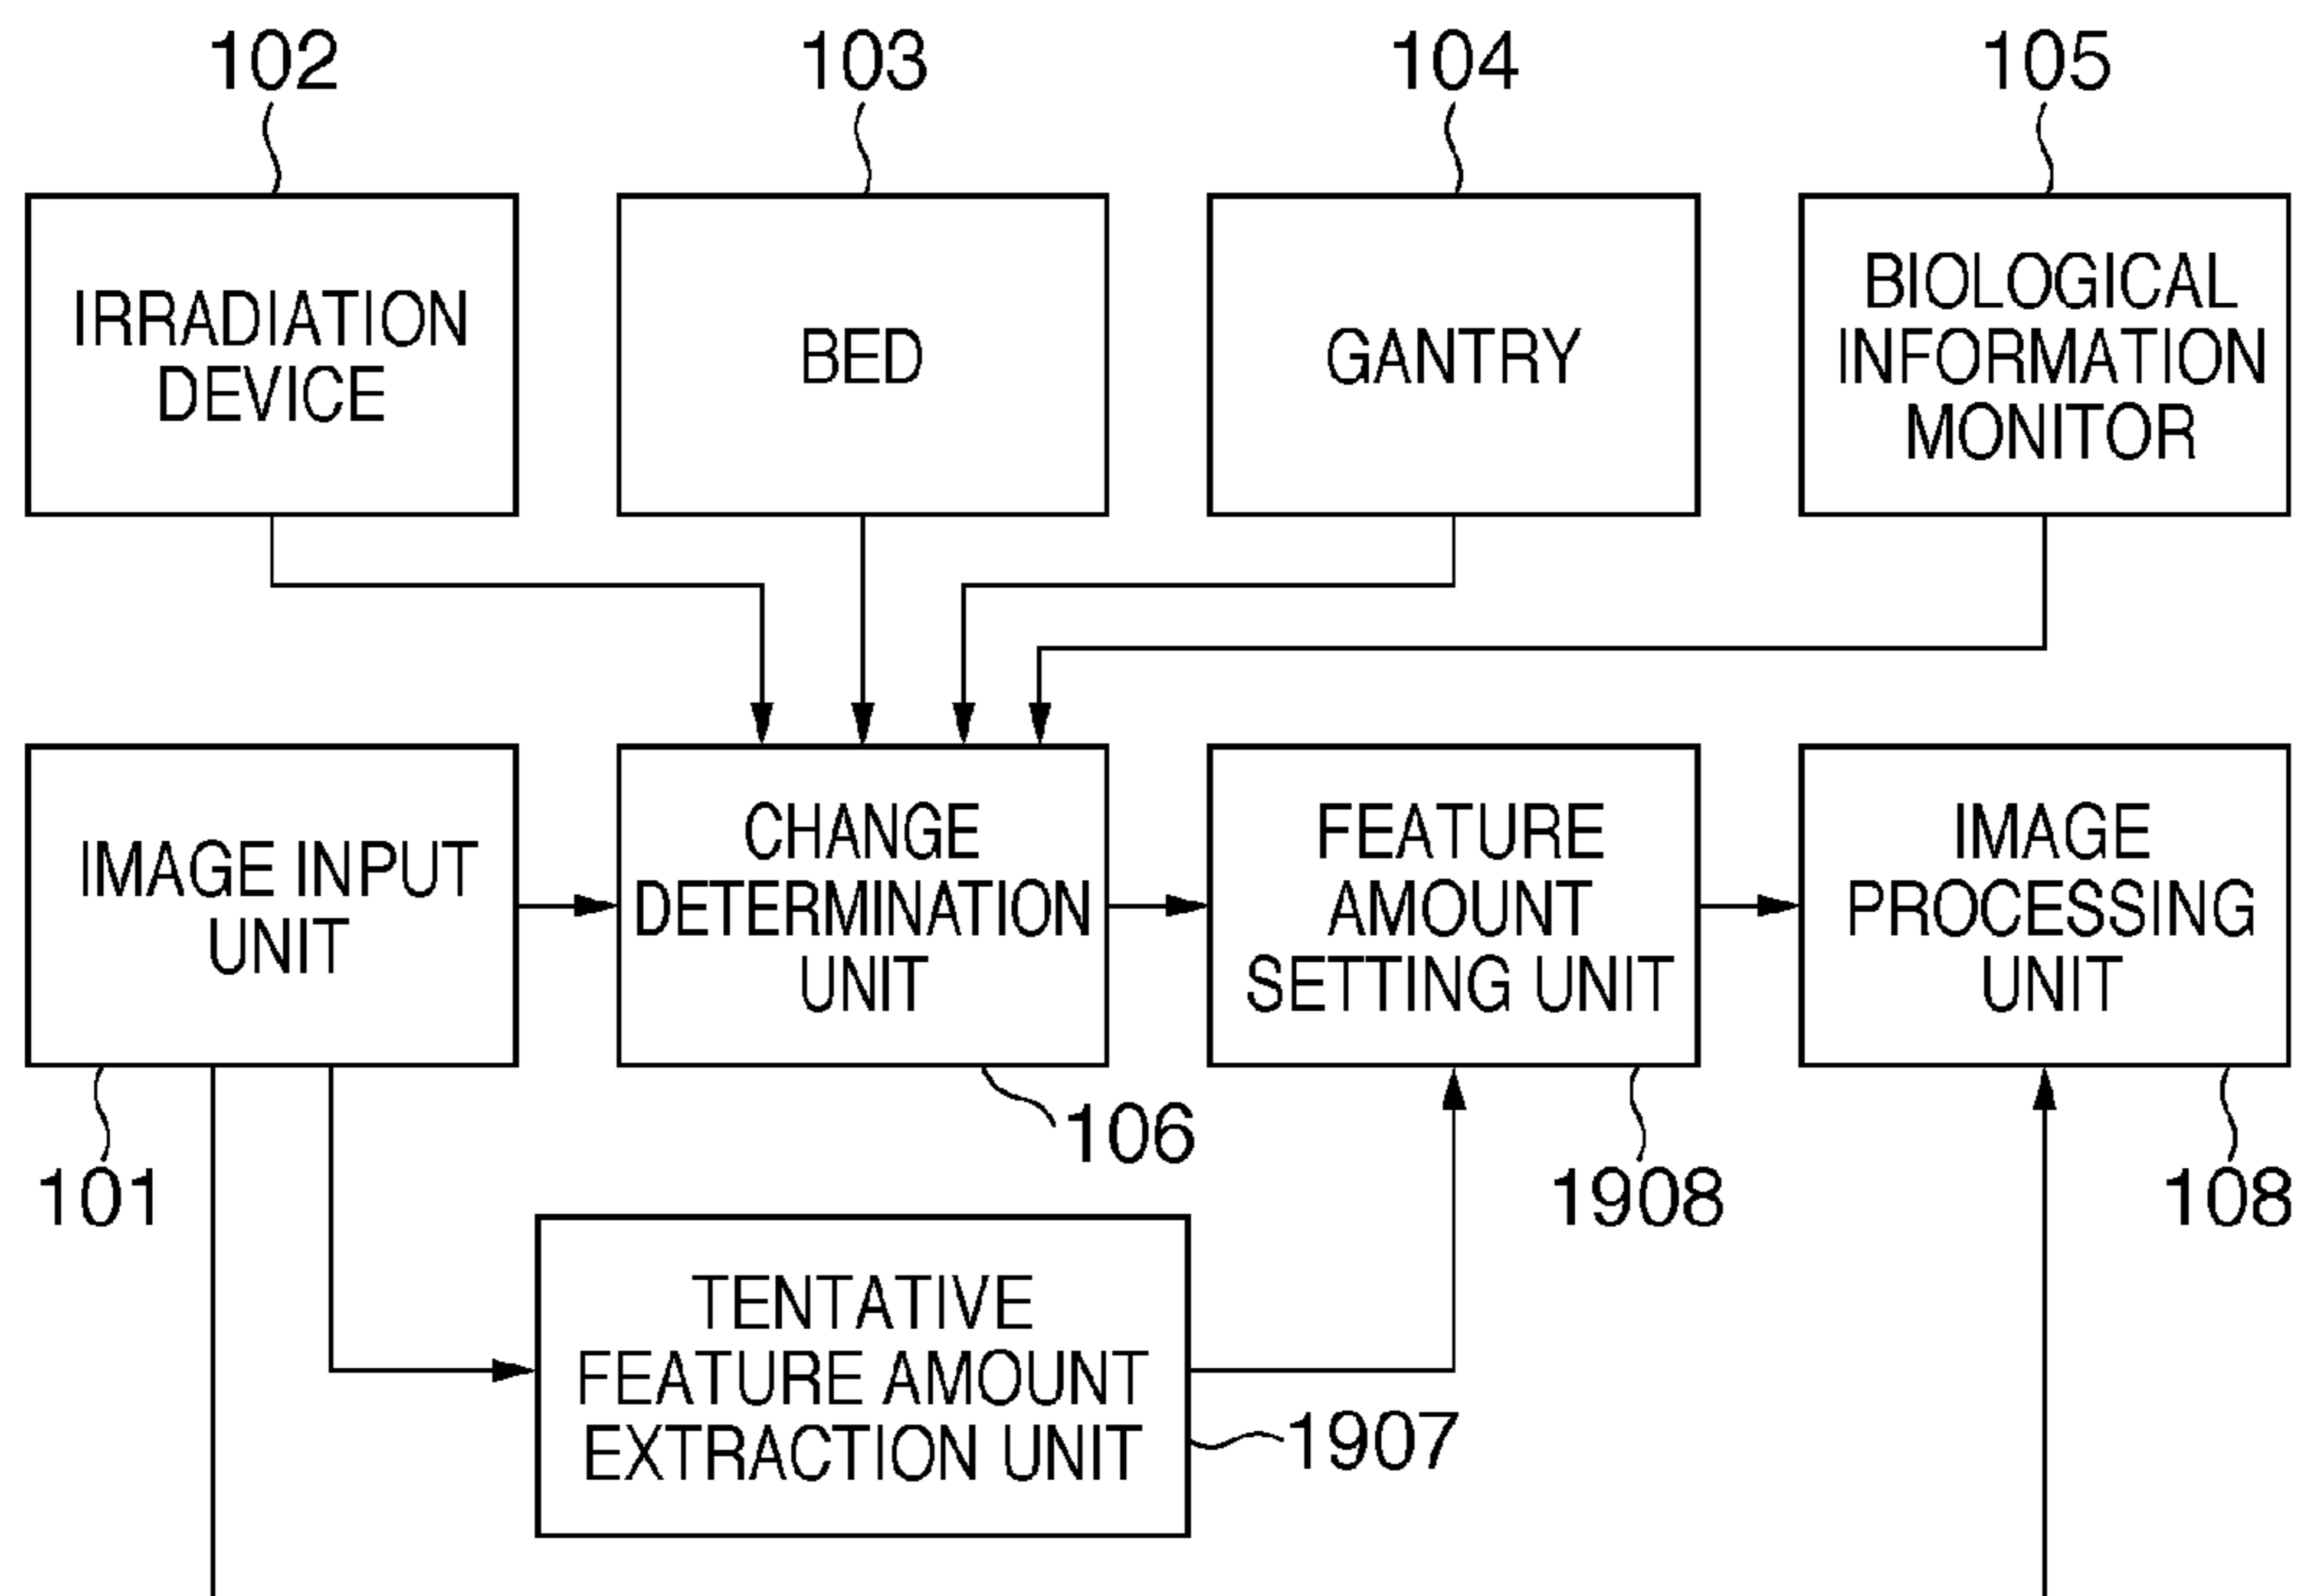 102
103
104
105
IRRADIATION
DEVICE
BED
GANTRY
BIOLOGICAL
INFORMATION
MONITOR
IMAGE INPUT
UNIT
CHANGE
DETERMINATION
UNIT
FEATURE
AMOUNT
SETTING UNIT
IMAGE
PROCESSING
UNIT
101
106
1908
108
TENTATIVE
FEATURE AMOUNT
EXTRACTION UNIT
1907